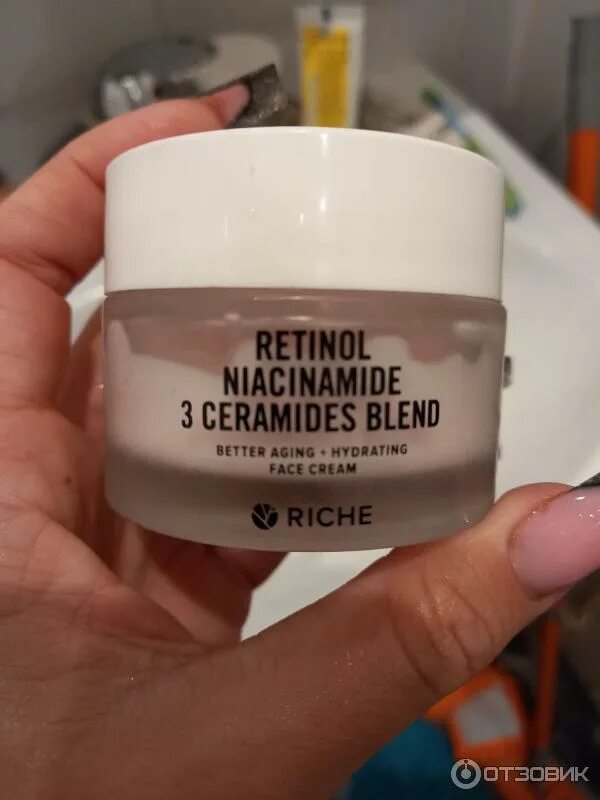 RETINOL
NIACINAMIDE
3 CERAMIDES BLEND
BETTER AGING + HYDRATING
FACE CREAM
RICHE
ОТЗОВИК